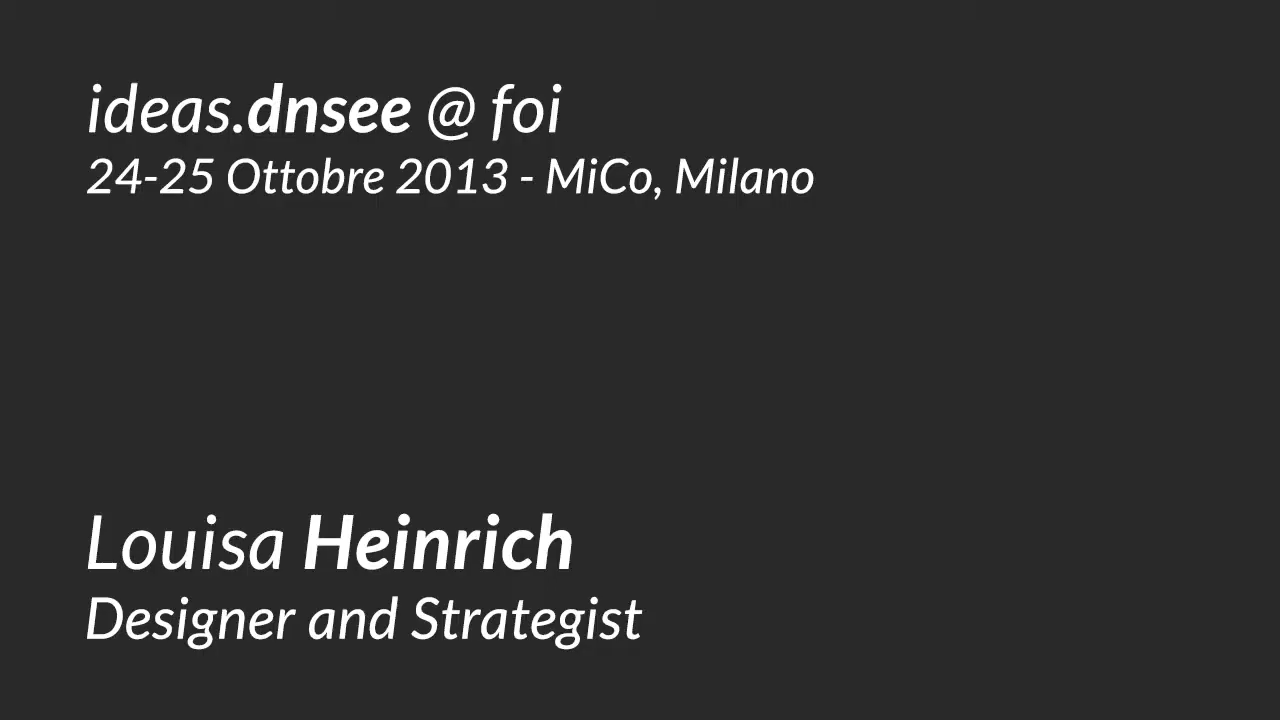 ideas.dnsee @ foi
24-25 Ottobre 2013 - MiCo, Milano
Louisa Heinrich
Designer and Strategist